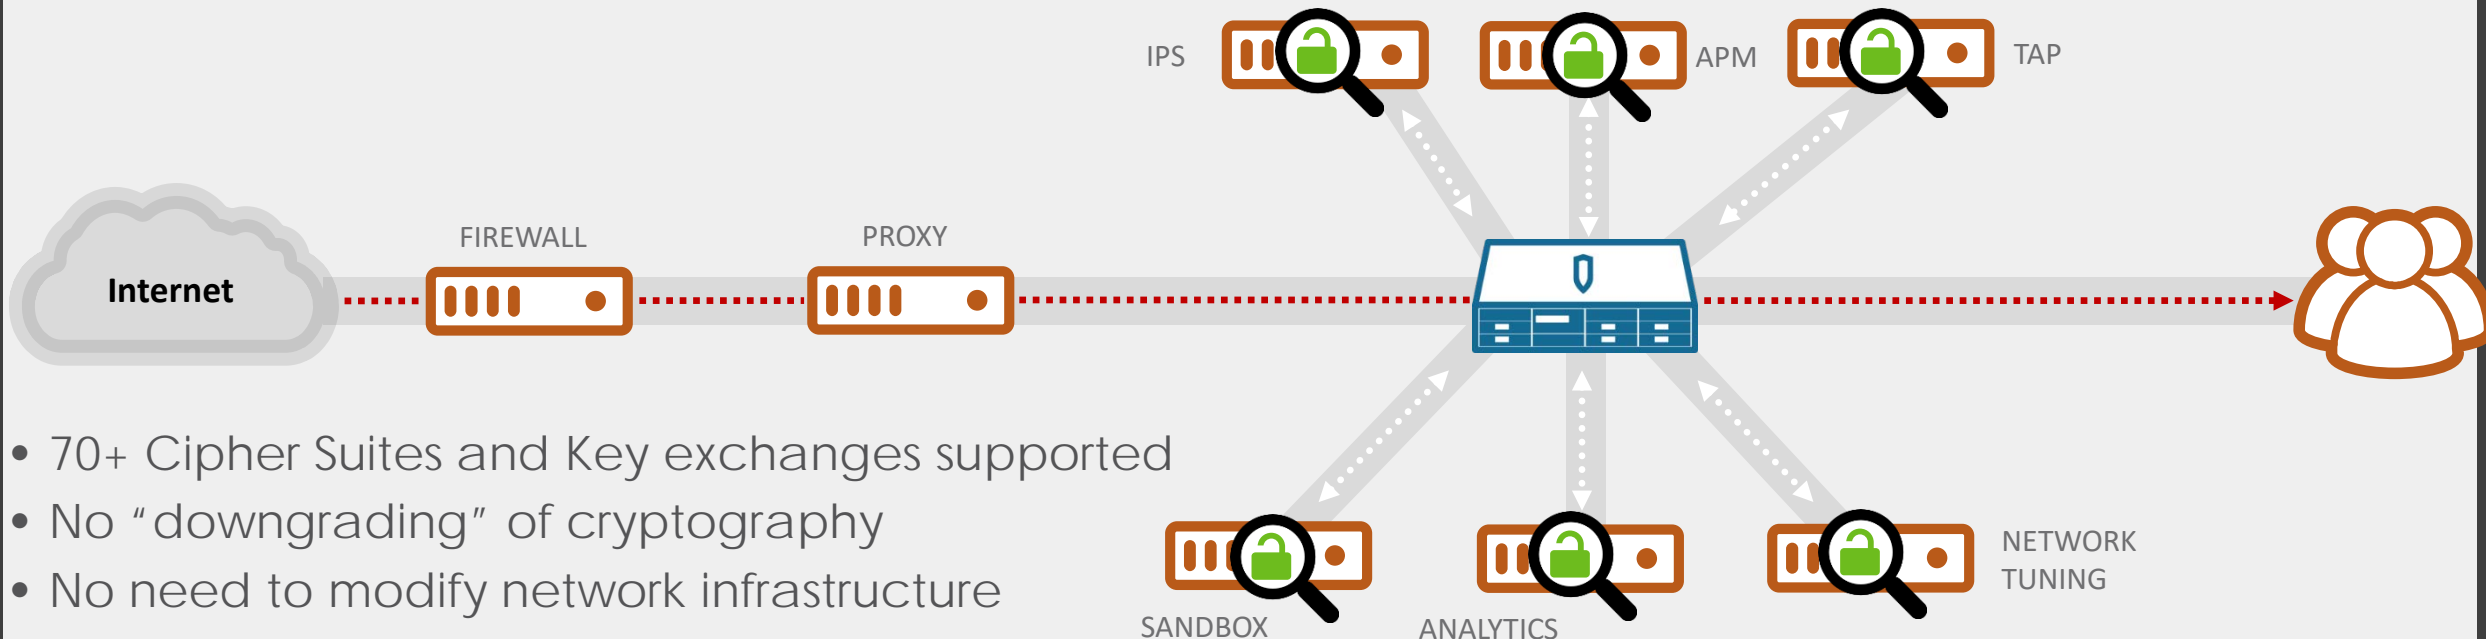 IPS
APM
TAP
FIREWALL
PROXY
Internet
• 70+ Cipher Suites and Key exchanges supported
• No “downgrading” of cryptography
• No need to modify network infrastructure
NETWORK
TUNING
SANDBOX
ANALYTICS